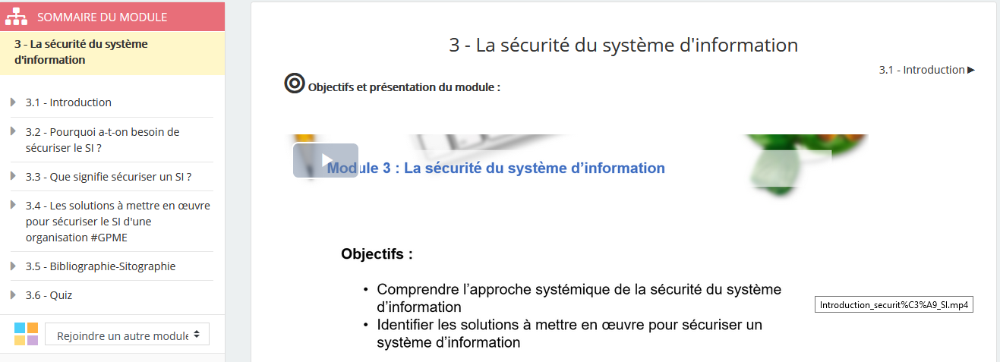 SOMMAIRE DU MODULE
3 - La sécurité du système
d'information
3.1 - Introduction
3.2 - Pourquoi a-t-on besoin de
sécuriser le SI ?
3.3 - Que signifie sécuriser un SI ?
3.4 - Les solutions à mettre en œuvre
pour sécuriser le SI d'une
organisation #GPME
3.5 - Bibliographie-Sitographie
3.6 - Quiz
Rejoindre un autre module
3 - La sécurité du système d'information
3.1 - Introduction ▶
Objectifs et présentation du module :
Module 3 : La sécurité du système d’information
Objectifs :
• Comprendre l’approche systémique de la sécurité du système
d’information
• Identifier les solutions à mettre en œuvre pour sécuriser un
système d’information
Introduction_securit%C3%A9_SI.mp4